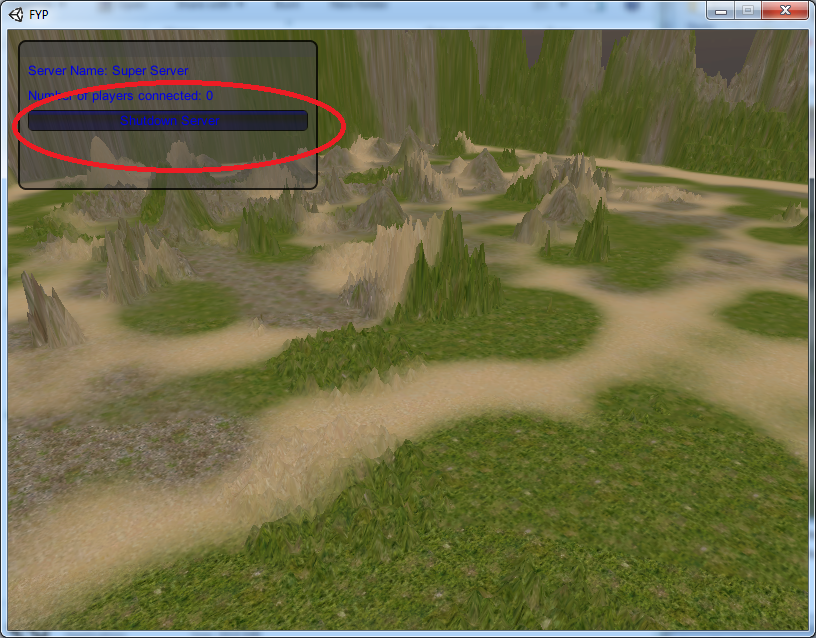 FYP
Server Name: Super Server
Number of players connected: 0
Shutdown Server